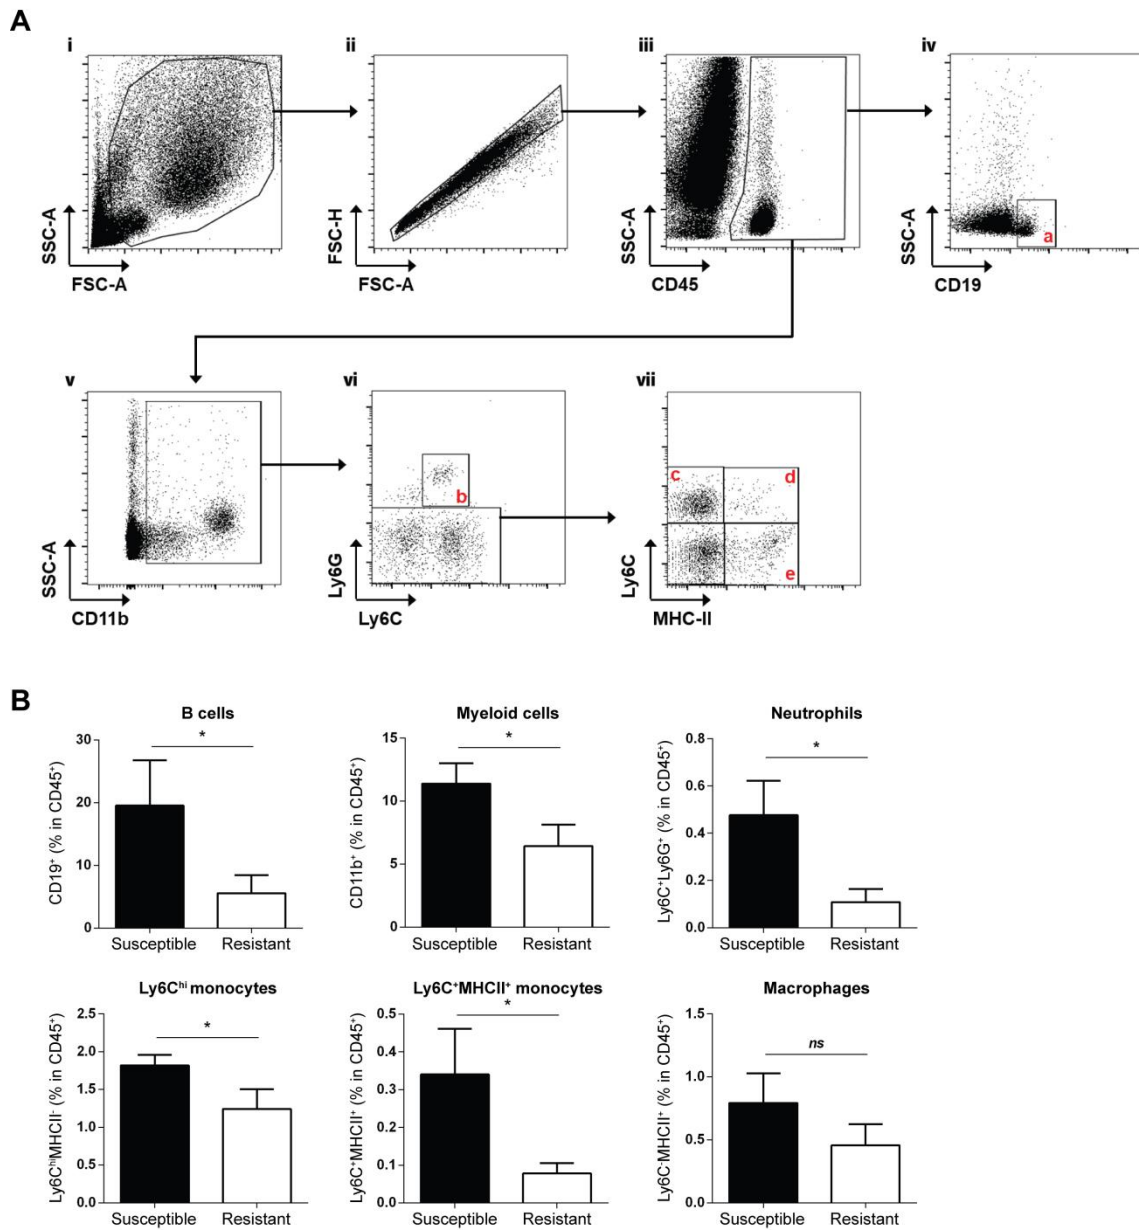 A
i
ii
iii
iv
SSC-A
FSC-A
FSC-H
FSC-A
SSC-A
CD45
SSC-A
CD19
a
v
vi
vii
SSC-A
CD11b
Ly6G
Ly6C
b
Ly6C
MHC-II
c
d
e
B
B cells
CD19⁺ (% in CD45⁺)
30
20
10
0
Susceptible Resistant
*
Myeloid cells
CD11b⁺ (% in CD45⁺)
15
10
5
0
Susceptible Resistant
*
Neutrophils
Ly6C⁺Ly6G⁺ (% in CD45⁺)
0.8
0.6
0.4
0.2
0.0
Susceptible Resistant
*
Ly6Cʰⁱ monocytes
Ly6CʰⁱMHCII⁻ (% in CD45⁺)
2.5
2.0
1.5
1.0
0.5
0.0
Susceptible Resistant
*
Ly6C⁺MHCII⁺ monocytes
Ly6C⁺MHCII⁺ (% in CD45⁺)
0.5
0.4
0.3
0.2
0.1
0.0
Susceptible Resistant
*
Macrophages
Ly6C⁻MHCII⁺ (% in CD45⁺)
1.5
1.0
0.5
0.0
Susceptible Resistant
ns